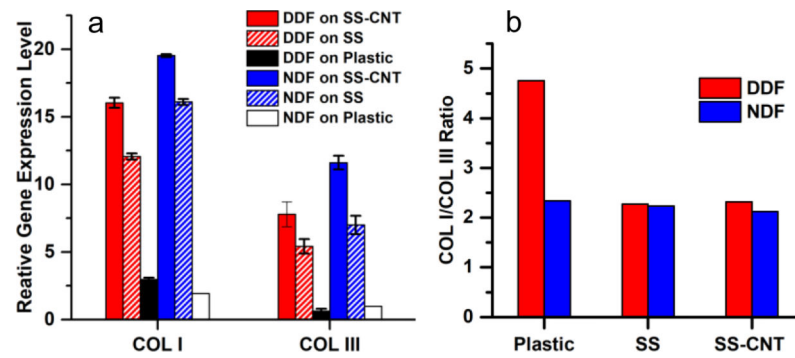 a
Reative Gene Expression Level
20
15
10
5
0
COL I
COL III
DDF on SS-CNT
DDF on SS
DDF on Plastic
NDF on SS-CNT
NDF on SS
NDF on Plastic
b
COL I/COL III Ratio
5
4
3
2
1
0
Plastic
SS
SS-CNT
DDF
NDF